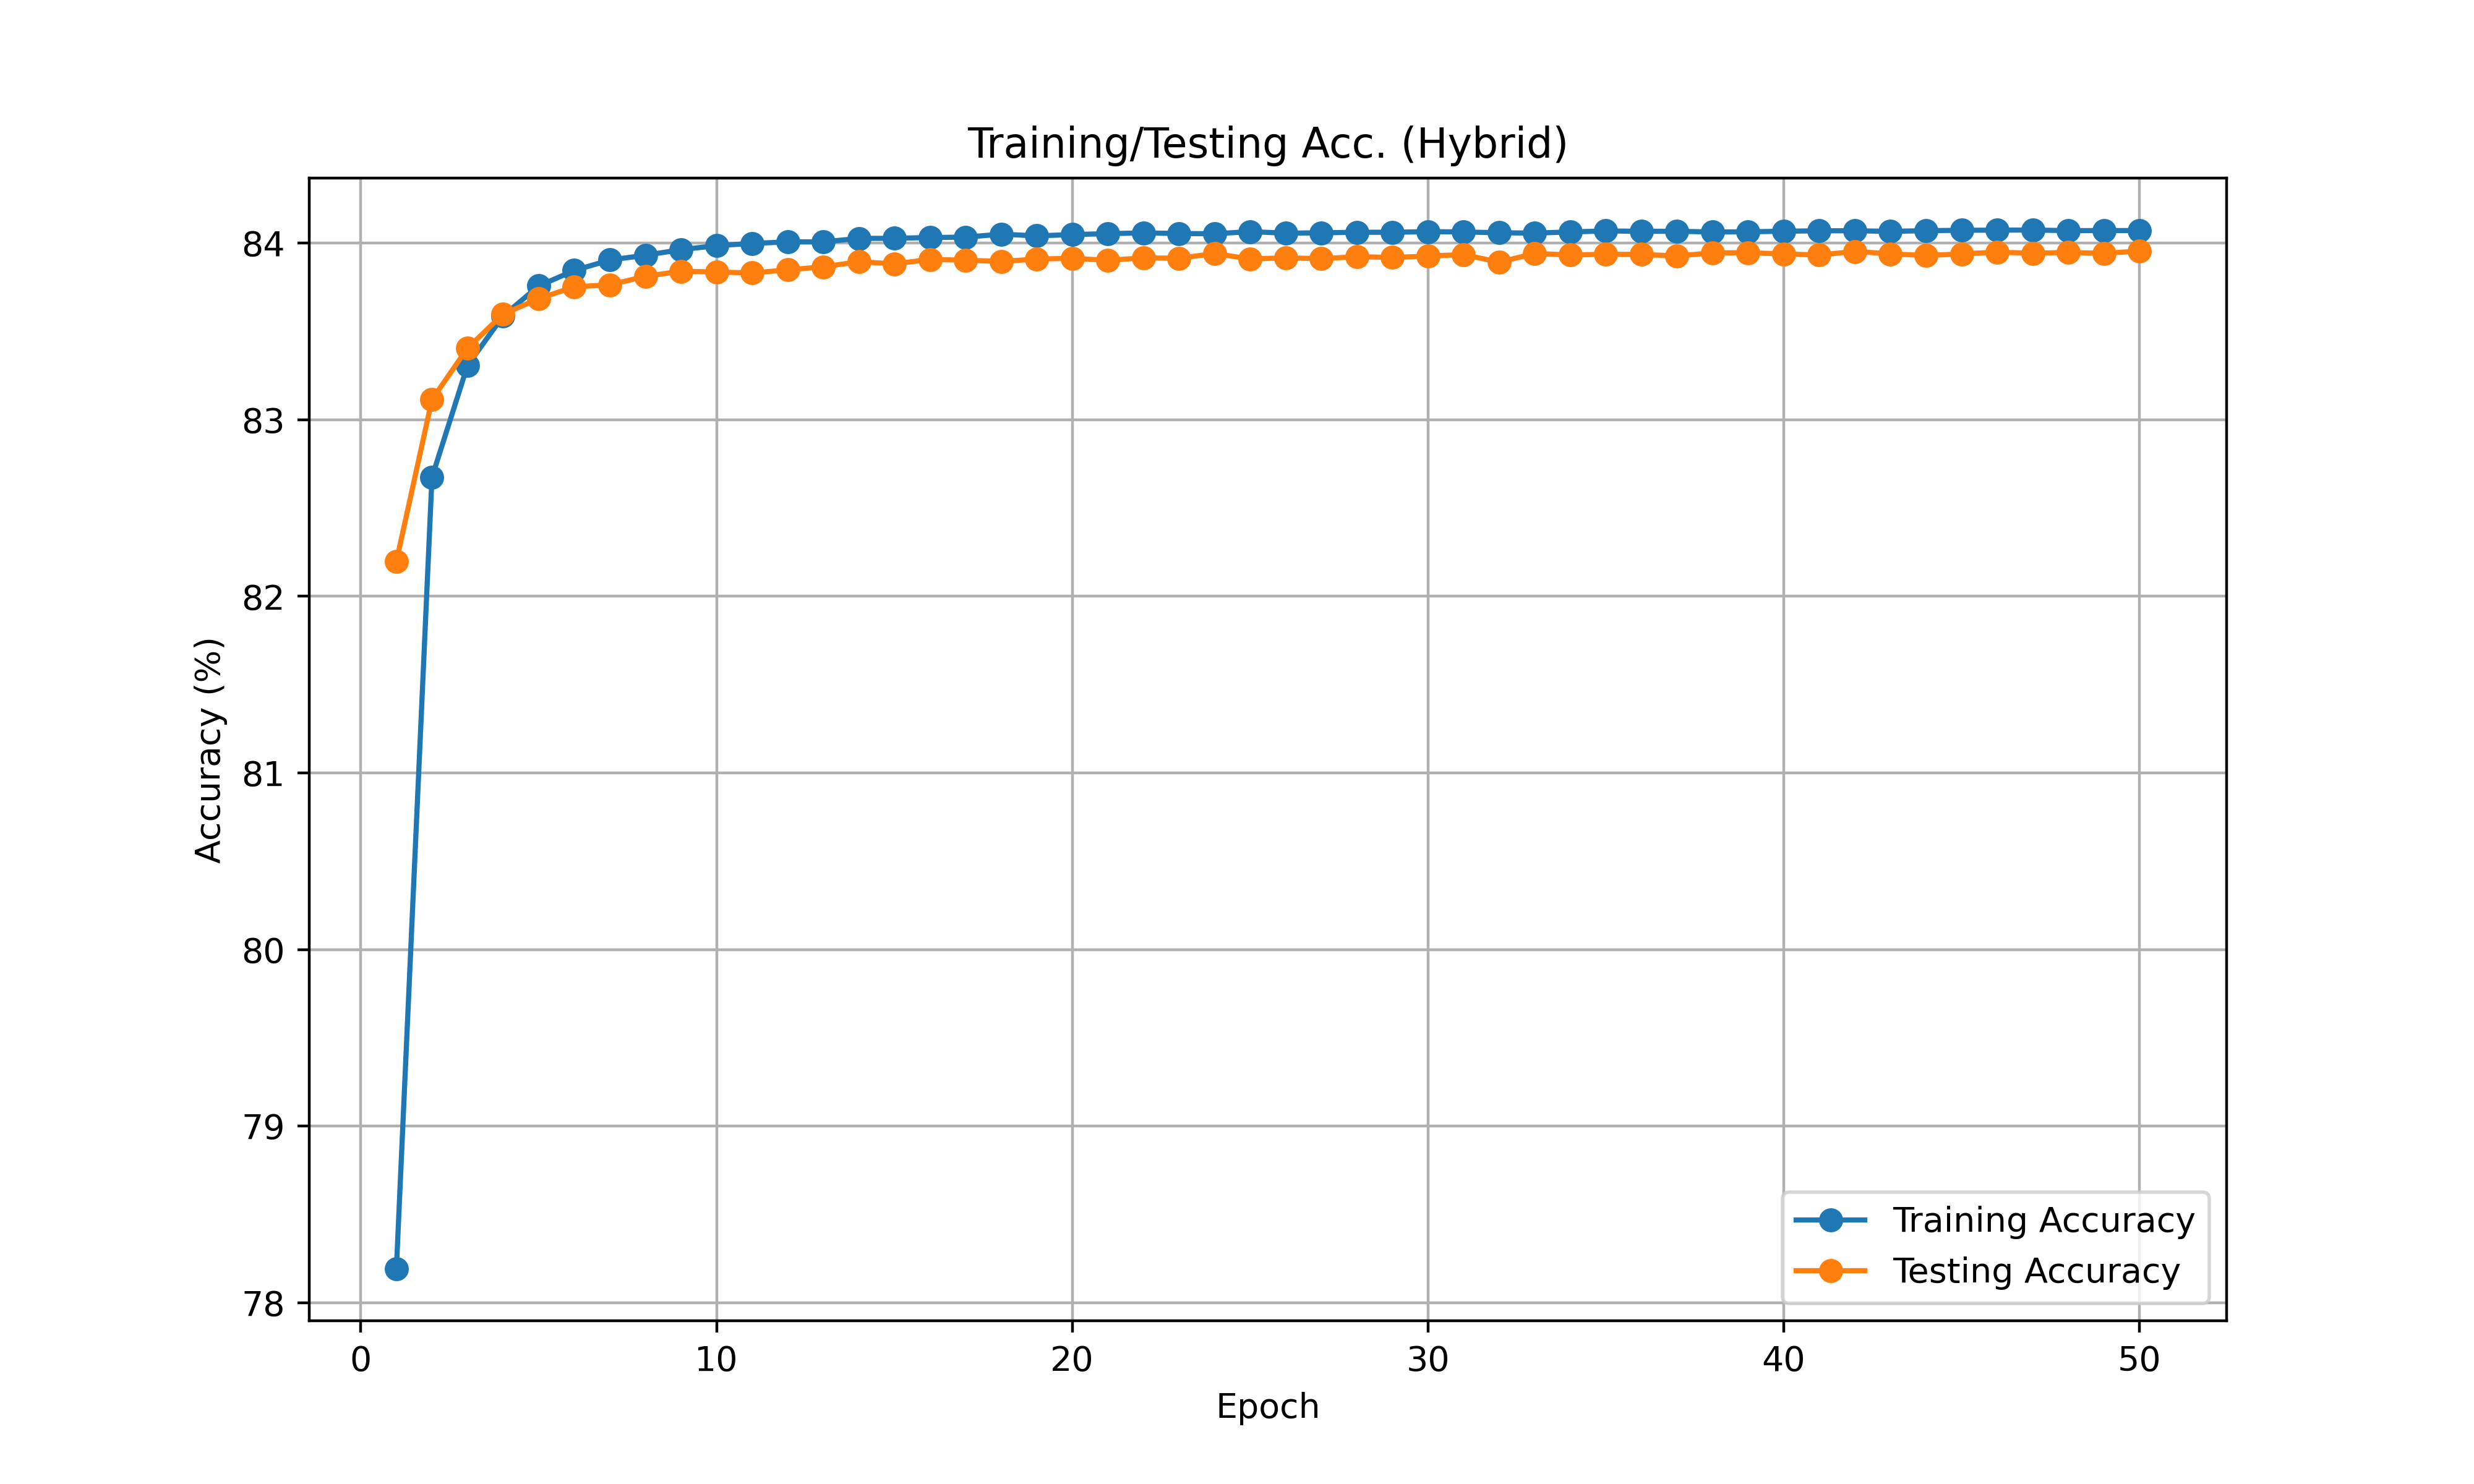 Training/Testing Acc. (Hybrid)
84
83
82
81
80
79
78
Accuracy (%)
0 10 20 30 40 50
Epoch
Training Accuracy
Testing Accuracy